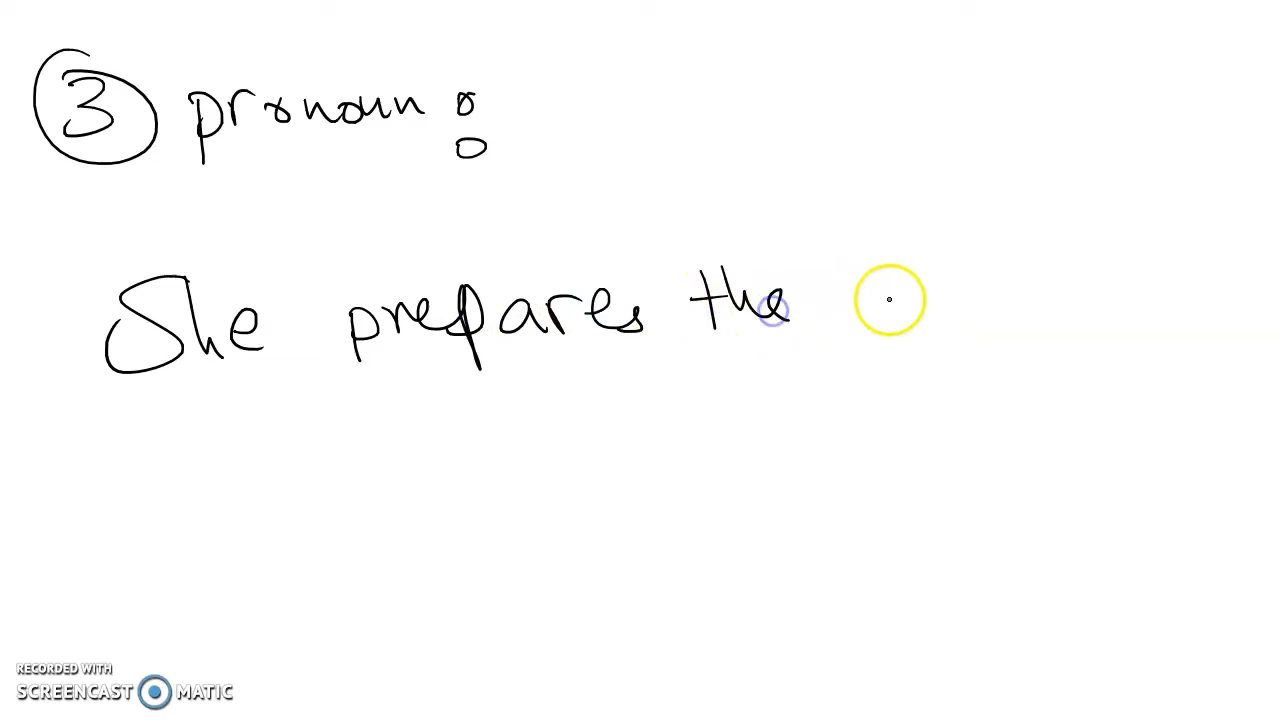 3 pronoun :
She prepares the
RECORDED WITH
SCREENCAST MATIC